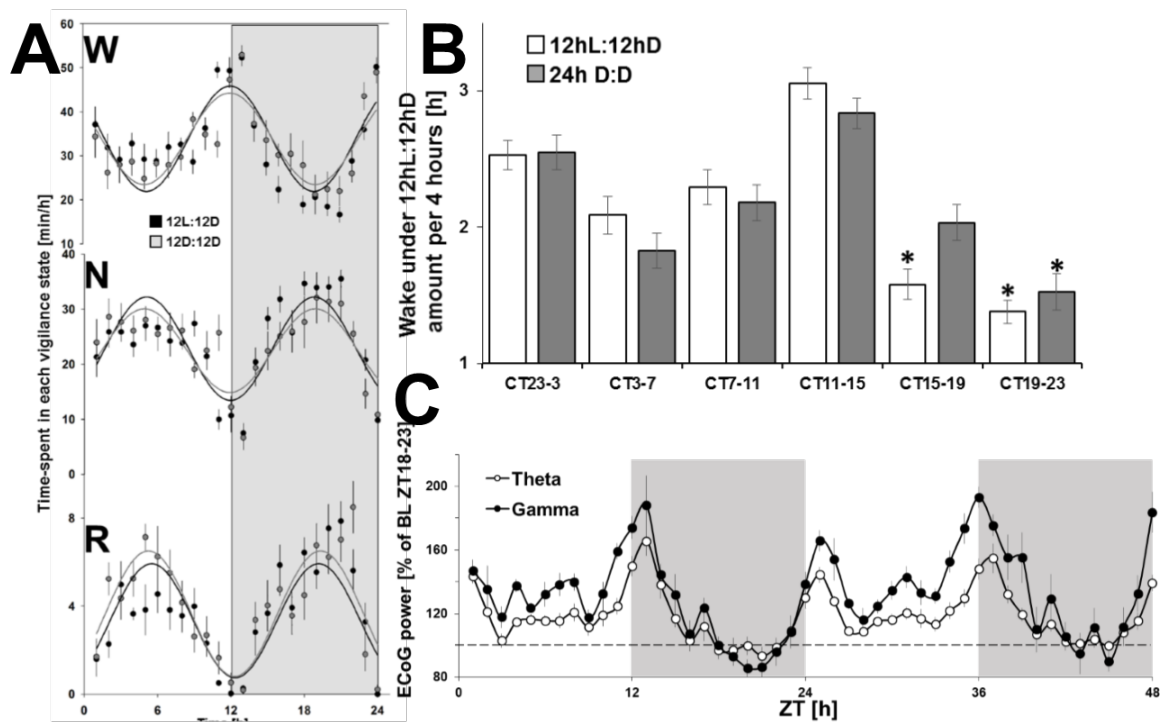 A
W
60
50
40
30
20
10
12L:12D
12D:12D
N
40
30
20
10
0
R
8
4
0
Time-spent in each vigilance state [min/h]
0 6 12 18 24
B
12hL:12hD
24h D:D
Wake under 12hL:12hD
amount per 4 hours [h]
3
2
1
* * *
CT23-3 CT3-7 CT7-11 CT11-15 CT15-19 CT19-23
C
Theta
Gamma
ECoG power [% of BL ZT18-23]
200
160
120
80
0 12 24 36 48
ZT [h]